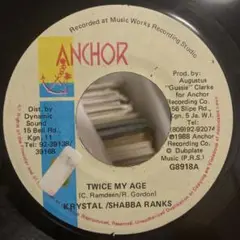 Recorded at Music Works Recording Studio
ANCHOR
Prod. by:
Augustus
"Gussie" Clarke
for Anchor
Recording Co.
Slipe Rd.
Kgn. 5 Ja. W.I.
℗1988 Anchor
© Dubplate
Music (P.R.S.)
G8918A
Dist. by
Dynamic
Sound
15 Bell Rd.
Kgn. 11
TWICE MY AGE
(C. Ramdeen/R. Gordon)
KRYSTAL /SHABBA RANKS